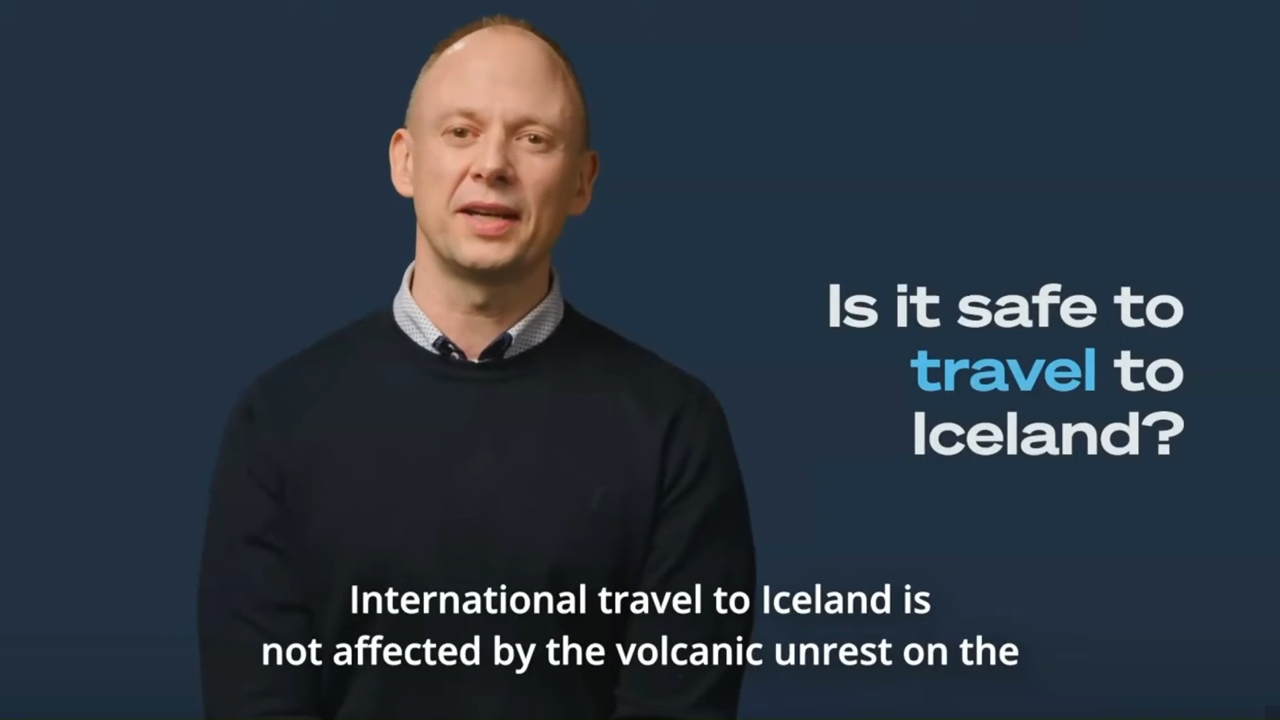 Is it safe to
travel to
Iceland?
International travel to Iceland is
not affected by the volcanic unrest on the